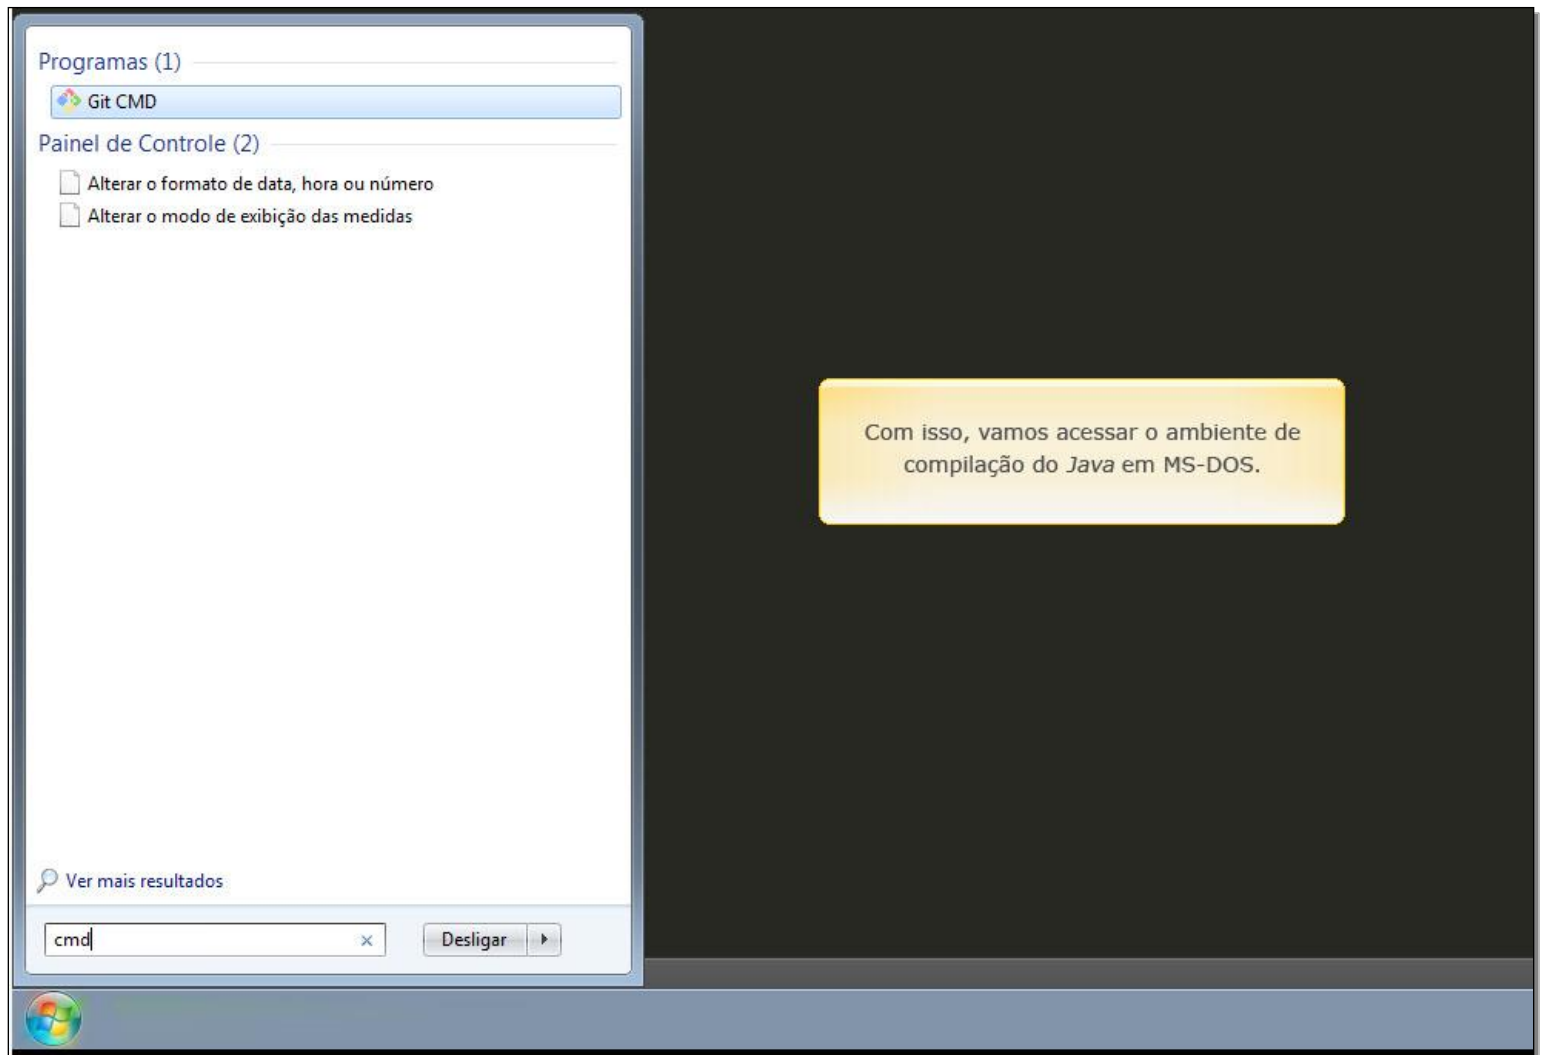 Programas (1)
Git CMD
Painel de Controle (2)
Alterar o formato de data, hora ou número
Alterar o modo de exibição das medidas
Com isso, vamos acessar o ambiente de
compilação do Java em MS-DOS.
Ver mais resultados
cmd
Desligar